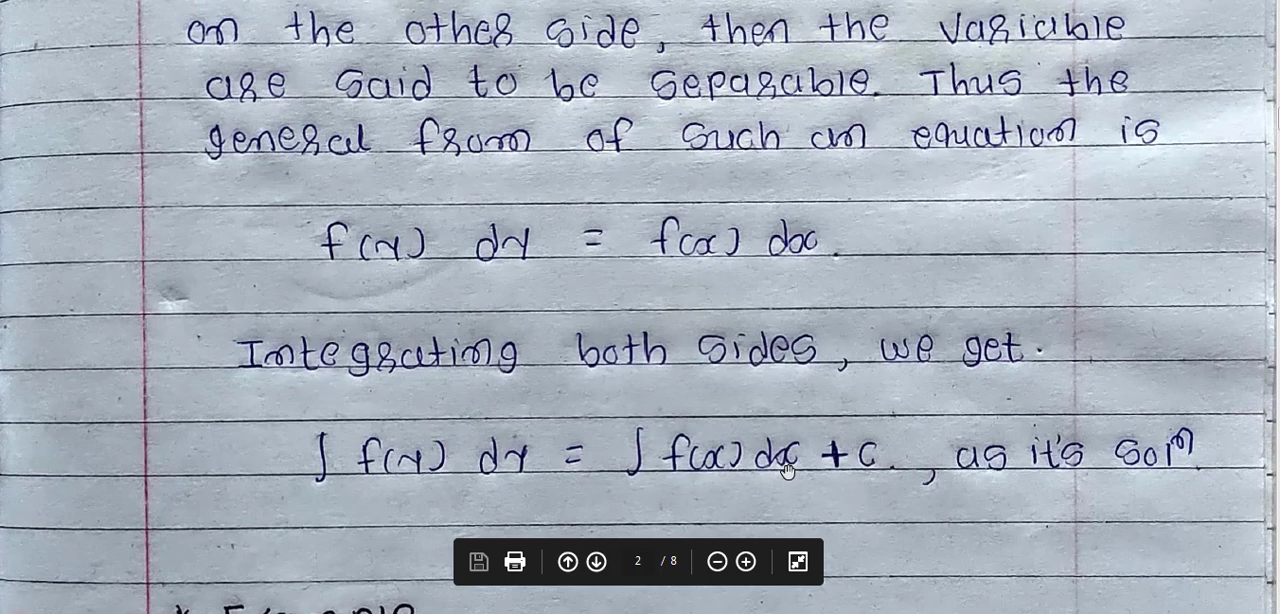 on the other side, then the variable
are said to be separable. Thus the
general from of such an equation is
f(y) dy = f(x) dx.
Integrating both sides, we get.
∫ f(y) dy = ∫ f(x) dx + c. , as it's soln
2 / 8